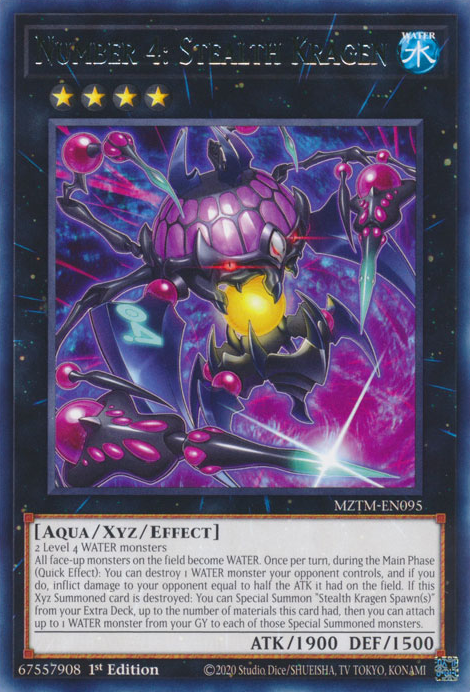 Number 4: Stealth Kragen
WATER
水
04
MZTM-EN095
[Aqua/Xyz/Effect]
2 Level 4 WATER monsters
All face-up monsters on the field become WATER. Once per turn, during the Main Phase
(Quick Effect): You can destroy 1 WATER monster your opponent controls, and if you
do, inflict damage to your opponent equal to half the ATK it had on the field. If this
Xyz Summoned card is destroyed: You can Special Summon "Stealth Kragen Spawn(s)"
from your Extra Deck, up to the number of materials this card had, then you can attach
up to 1 WATER monster from your GY to each of those Special Summoned monsters.
ATK/1900 DEF/1500
67557908 1st Edition ©2020 Studio Dice/SHUEISHA, TV TOKYO, KONAMI